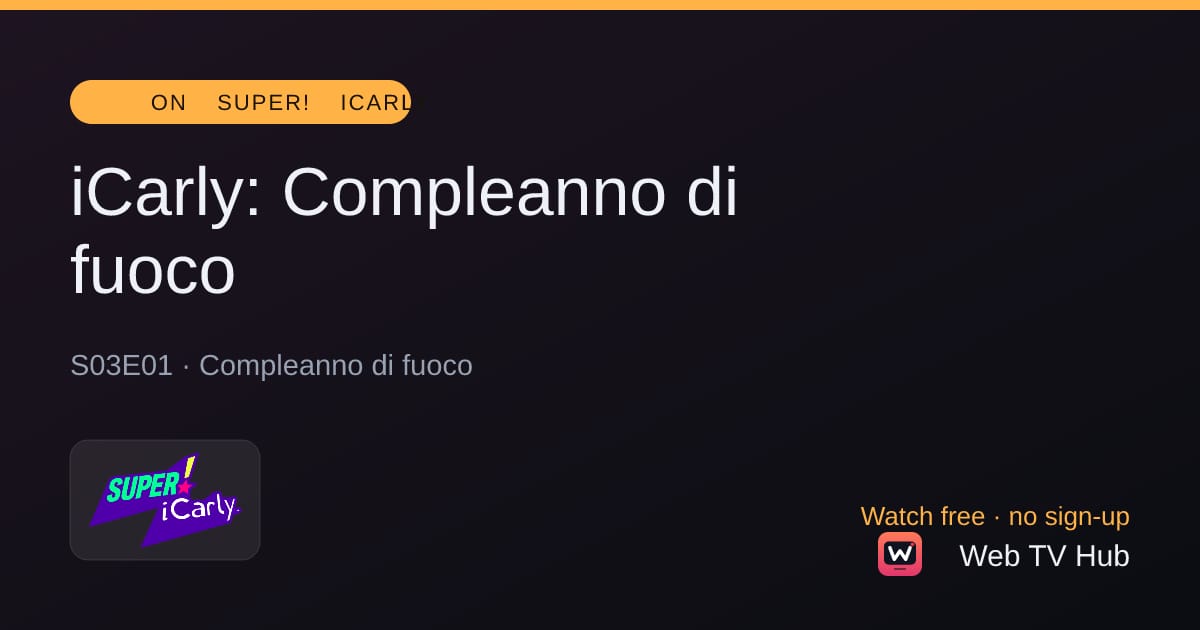 ON SUPER! ICARL
iCarly: Compleanno di
fuoco
S03E01 · Compleanno di fuoco
SUPER!
iCarly
Watch free · no sign-up
Web TV Hub